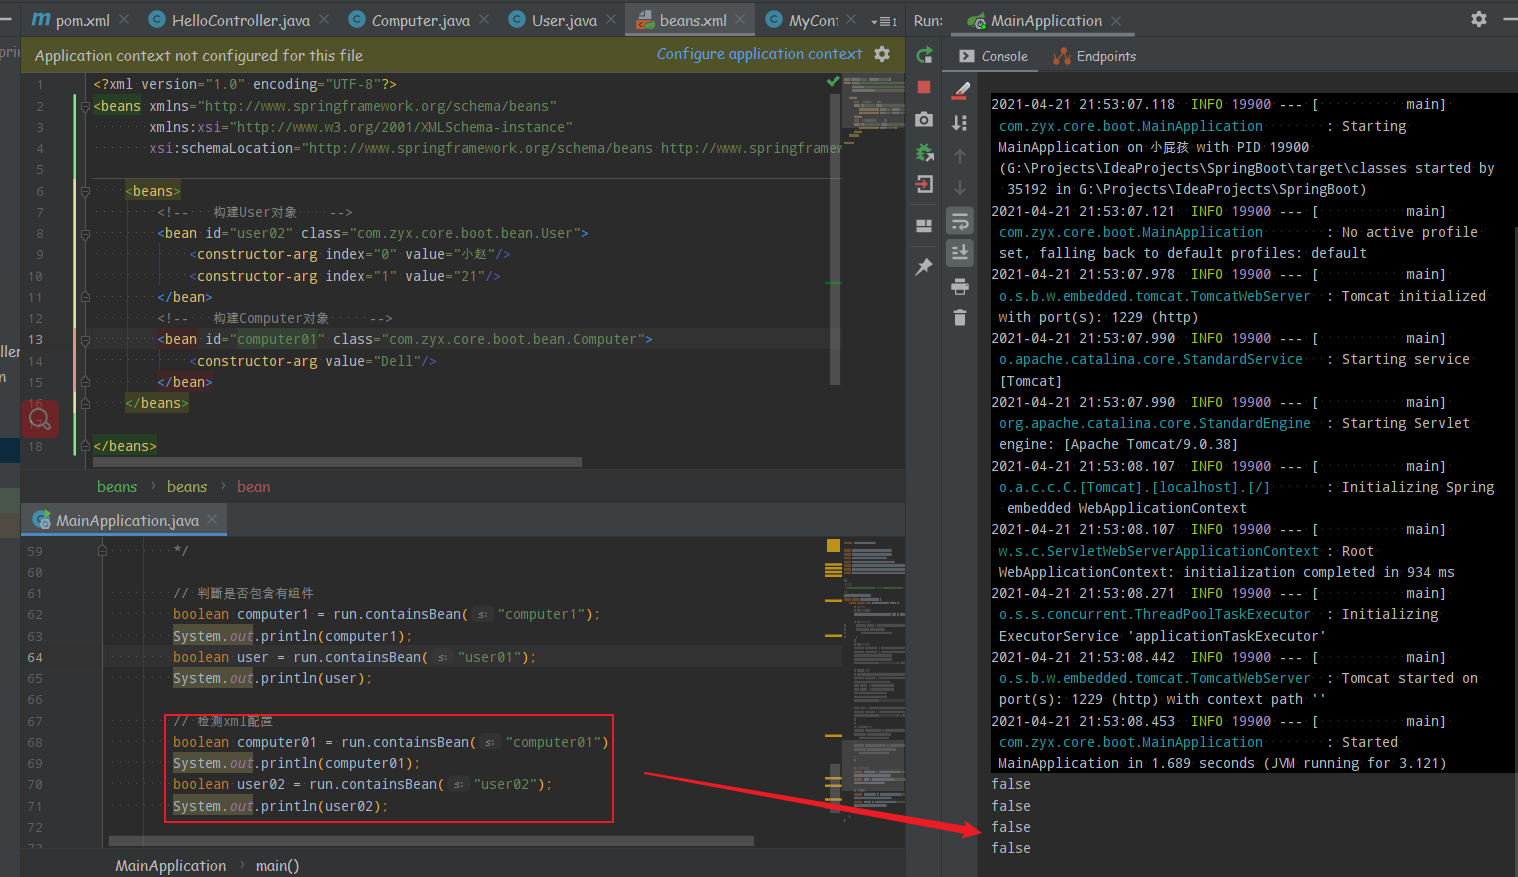 pom.xml HelloController.java Computer.java User.java beans.xml MyCont 1
Application context not configured for this file Configure application context
1 <?xml version="1.0" encoding="UTF-8"?>
2 <beans xmlns="http://www.springframework.org/schema/beans"
3 xmlns:xsi="http://www.w3.org/2001/XMLSchema-instance"
4 xsi:schemaLocation="http://www.springframework.org/schema/beans http://www.springframew
5
6 <beans>
7 <!-- 构建User对象 -->
8 <bean id="user02" class="com.zyx.core.boot.bean.User">
9 <constructor-arg index="0" value="小赵"/>
10 <constructor-arg index="1" value="21"/>
11 </bean>
12 <!-- 构建Computer对象 -->
13 <bean id="computer01" class="com.zyx.core.boot.bean.Computer">
14 <constructor-arg value="Dell"/>
15 </bean>
16 </beans>
18 </beans>
beans › beans › bean
MainApplication.java
59 */
60
61 // 判斷是否包含有组件
62 boolean computer1 = run.containsBean( s: "computer1");
63 System.out.println(computer1);
64 boolean user = run.containsBean( s: "user01");
65 System.out.println(user);
66
67 // 检测xml配置
68 boolean computer01 = run.containsBean( s: "computer01")
69 System.out.println(computer01);
70 boolean user02 = run.containsBean( s: "user02");
71 System.out.println(user02);
72
73
MainApplication › main()
ller
n
Run: MainApplication
Console Endpoints
2021-04-21 21:53:07.118 INFO 19900 --- [ main]
com.zyx.core.boot.MainApplication : Starting
MainApplication on 小屁孩 with PID 19900
(G:\Projects\IdeaProjects\SpringBoot\target\classes started by
35192 in G:\Projects\IdeaProjects\SpringBoot)
2021-04-21 21:53:07.121 INFO 19900 --- [ main]
com.zyx.core.boot.MainApplication : No active profile
set, falling back to default profiles: default
2021-04-21 21:53:07.978 INFO 19900 --- [ main]
o.s.b.w.embedded.tomcat.TomcatWebServer : Tomcat initialized
with port(s): 1229 (http)
2021-04-21 21:53:07.990 INFO 19900 --- [ main]
o.apache.catalina.core.StandardService : Starting service
[Tomcat]
2021-04-21 21:53:07.990 INFO 19900 --- [ main]
org.apache.catalina.core.StandardEngine : Starting Servlet
engine: [Apache Tomcat/9.0.38]
2021-04-21 21:53:08.107 INFO 19900 --- [ main]
o.a.c.c.C.[Tomcat].[localhost].[/] : Initializing Spring
embedded WebApplicationContext
2021-04-21 21:53:08.107 INFO 19900 --- [ main]
w.s.c.ServletWebServerApplicationContext : Root
WebApplicationContext: initialization completed in 934 ms
2021-04-21 21:53:08.271 INFO 19900 --- [ main]
o.s.s.concurrent.ThreadPoolTaskExecutor : Initializing
ExecutorService 'applicationTaskExecutor'
2021-04-21 21:53:08.442 INFO 19900 --- [ main]
o.s.b.w.embedded.tomcat.TomcatWebServer : Tomcat started on
port(s): 1229 (http) with context path ''
2021-04-21 21:53:08.453 INFO 19900 --- [ main]
com.zyx.core.boot.MainApplication : Started
MainApplication in 1.689 seconds (JVM running for 3.121)
false
false
false
false